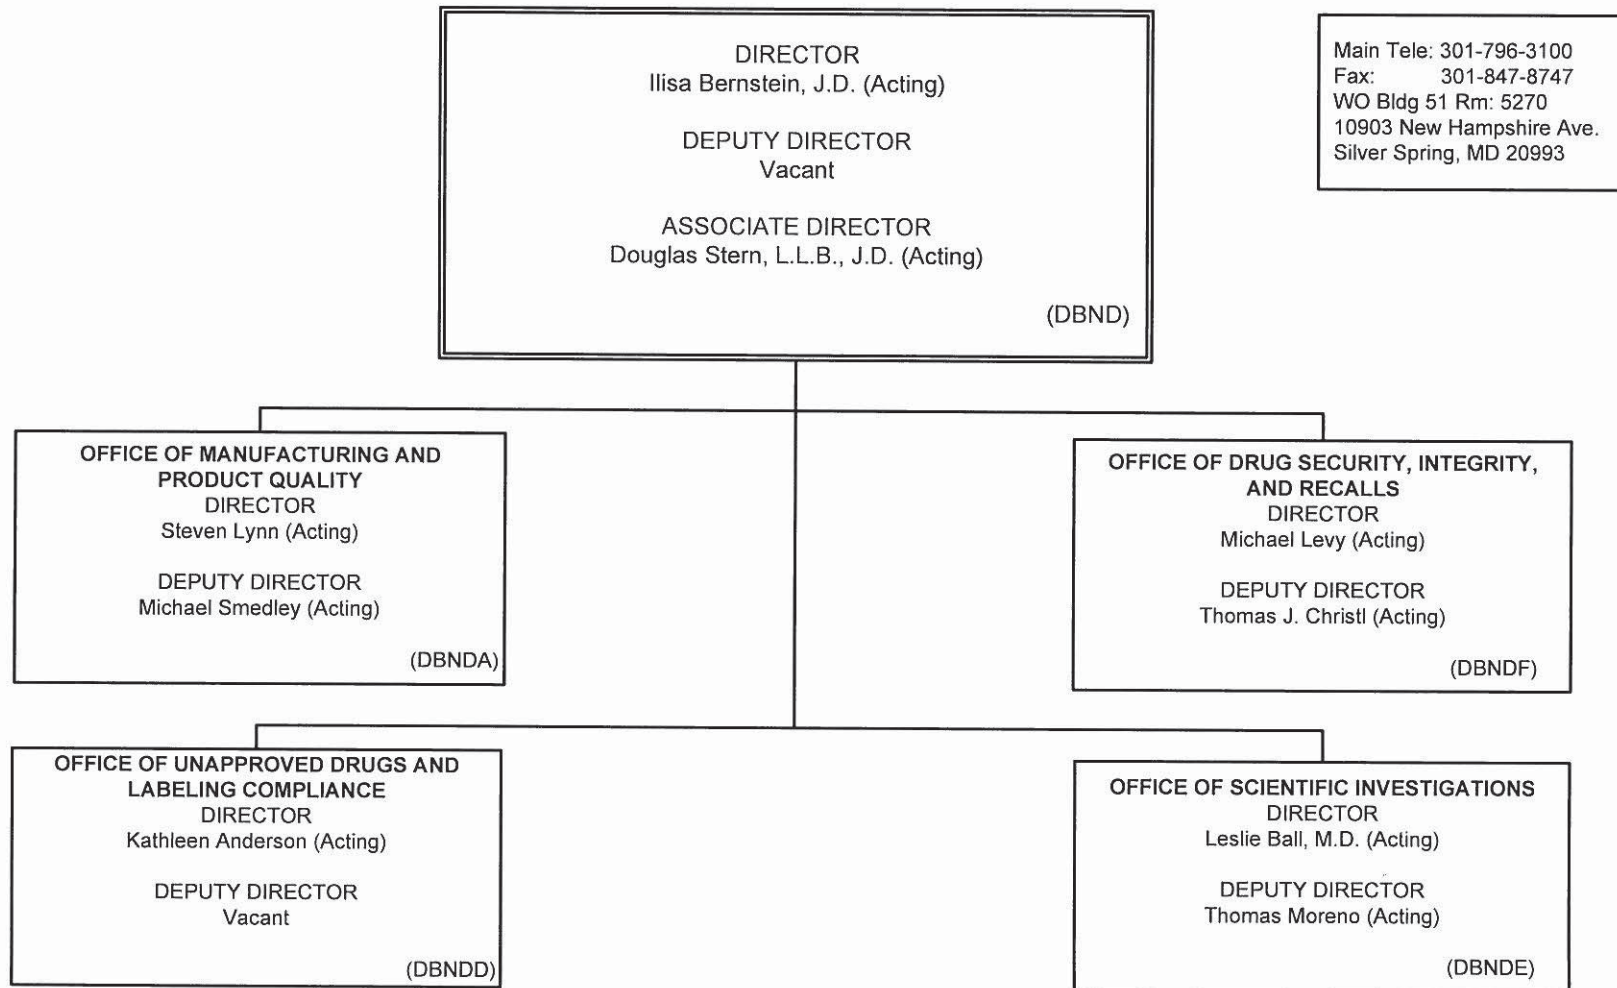 DIRECTOR
Ilisa Bernstein, J.D. (Acting)
DEPUTY DIRECTOR
Vacant
ASSOCIATE DIRECTOR
Douglas Stern, L.L.B., J.D. (Acting)
(DBND)
Main Tele: 301-796-3100
Fax: 301-847-8747
WO Bldg 51 Rm: 5270
10903 New Hampshire Ave.
Silver Spring, MD 20993
OFFICE OF MANUFACTURING AND
PRODUCT QUALITY
DIRECTOR
Steven Lynn (Acting)
DEPUTY DIRECTOR
Michael Smedley (Acting)
(DBNDA)
OFFICE OF DRUG SECURITY, INTEGRITY,
AND RECALLS
DIRECTOR
Michael Levy (Acting)
DEPUTY DIRECTOR
Thomas J. Christl (Acting)
(DBNDF)
OFFICE OF UNAPPROVED DRUGS AND
LABELING COMPLIANCE
DIRECTOR
Kathleen Anderson (Acting)
DEPUTY DIRECTOR
Vacant
(DBNDD)
OFFICE OF SCIENTIFIC INVESTIGATIONS
DIRECTOR
Leslie Ball, M.D. (Acting)
DEPUTY DIRECTOR
Thomas Moreno (Acting)
(DBNDE)